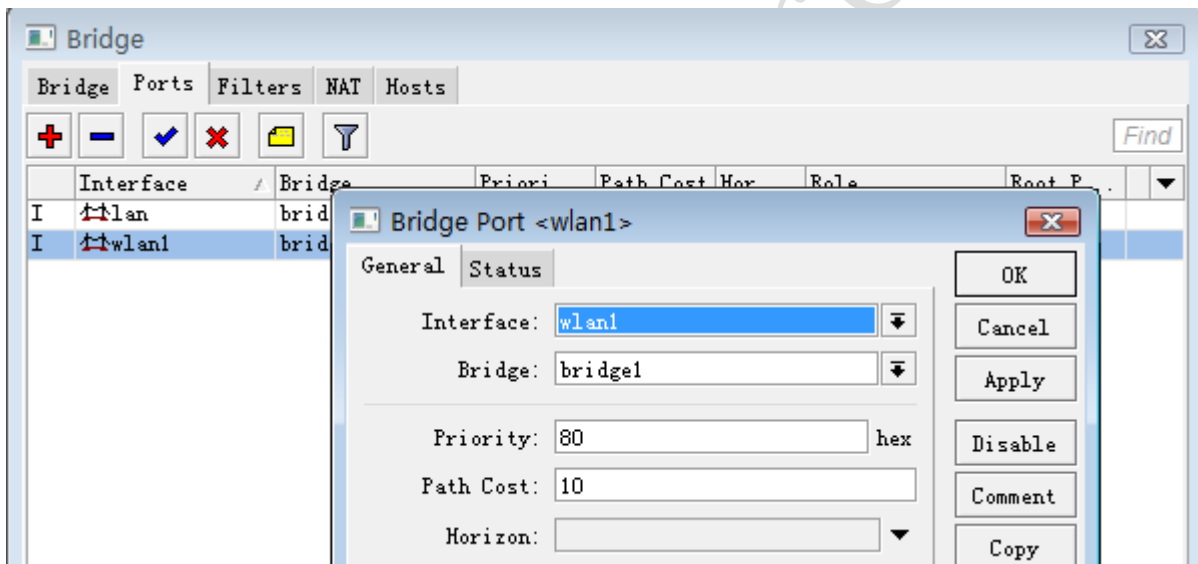 Bridge
Bridge Ports Filters NAT Hosts
Find
Interface Bridge Priori... Path Cost Hor... Role Root P...
I lan brid
I wlan1 brid
Bridge Port <wlan1>
General Status
OK
Interface: wlan1
Cancel
Bridge: bridge1
Apply
Priority: 80 hex
Disable
Path Cost: 10
Comment
Horizon:
Copy